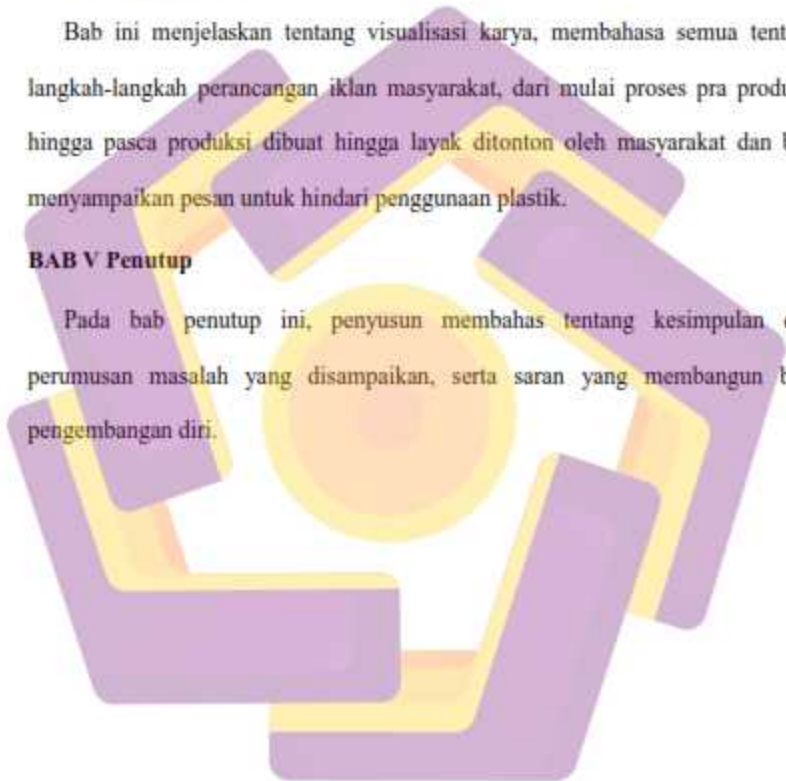 Bab ini menjelaskan tentang visualisasi karya, membahasa semua
langkah-langkah perancangan iklan masyarakat, dari mulai proses pra
hingga pasca produksi dibuat hingga layak ditonton oleh masyarakat dan
menyampaikan pesan untuk hindari penggunaan plastik.
BAB V Penutup
Pada bab penutup ini, penyusun membahas tentang kesimpulan
perumusan masalah yang disampaikan, serta saran yang membangun
pengembangan diri.